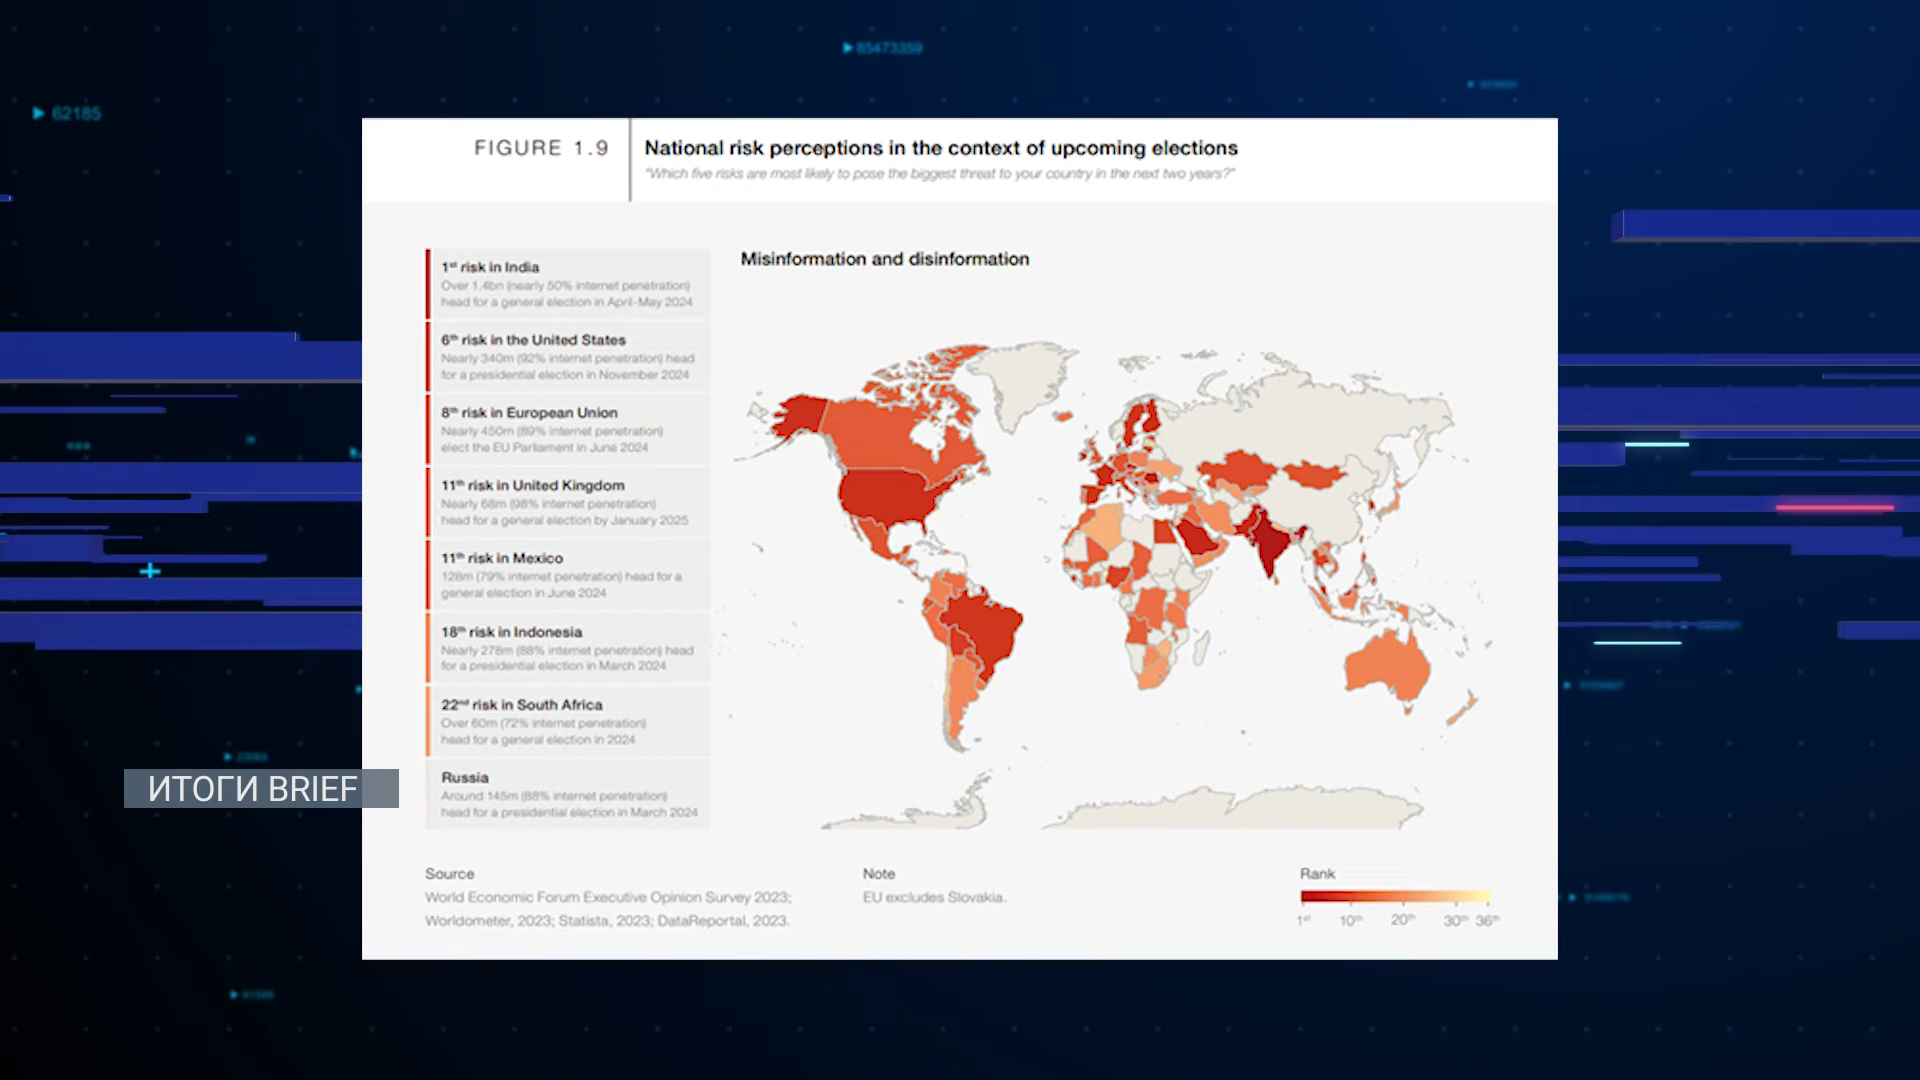 85473359
62185
FIGURE 1.9
National risk perceptions in the context of upcoming elections
"Which five risks are most likely to pose the biggest threat to your country in the next two years?"
Misinformation and disinformation
1st risk in India
Over 1.4bn (nearly 50% internet penetration)
head for a general election in April-May 2024
6th risk in the United States
Nearly 340m (92% internet penetration) head
for a presidential election in November 2024
8th risk in European Union
Nearly 450m (89% internet penetration)
elect the EU Parliament in June 2024
11th risk in United Kingdom
Nearly 68m (98% internet penetration)
head for a general election by January 2025
11th risk in Mexico
128m (79% internet penetration) head for a
general election in June 2024
18th risk in Indonesia
Nearly 278m (88% internet penetration) head
for a presidential election in March 2024
22nd risk in South Africa
Over 60m (72% internet penetration)
head for a general election in 2024
Russia
Around 145m (88% internet penetration)
head for a presidential election in March 2024
ИТОГИ BRIEF
Source
World Economic Forum Executive Opinion Survey 2023;
Worldometer, 2023; Statista, 2023; DataReportal, 2023.
Note
EU excludes Slovakia.
Rank
1st 10th 20th 30th 36th